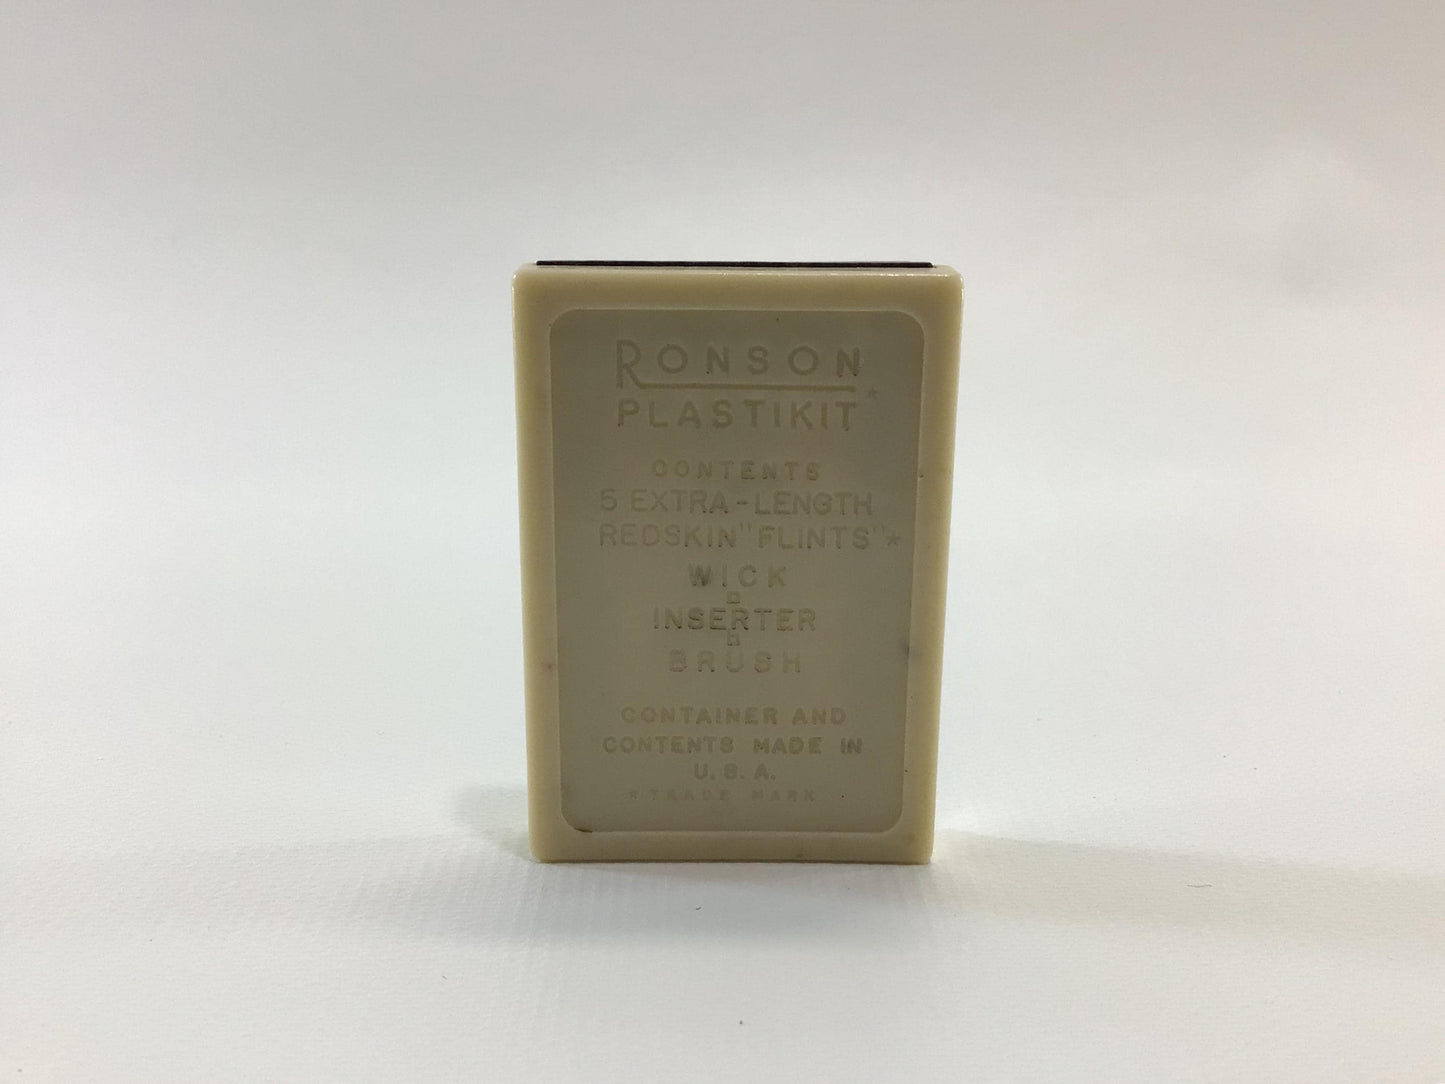 RONSON
PLASTIKIT*
CONTENTS
5 EXTRA-LENGTH
REDSKIN "FLINTS"*
WICK
INSERTER
BRUSH
CONTAINER AND
CONTENTS MADE IN
U.S.A.
*TRADE MARK